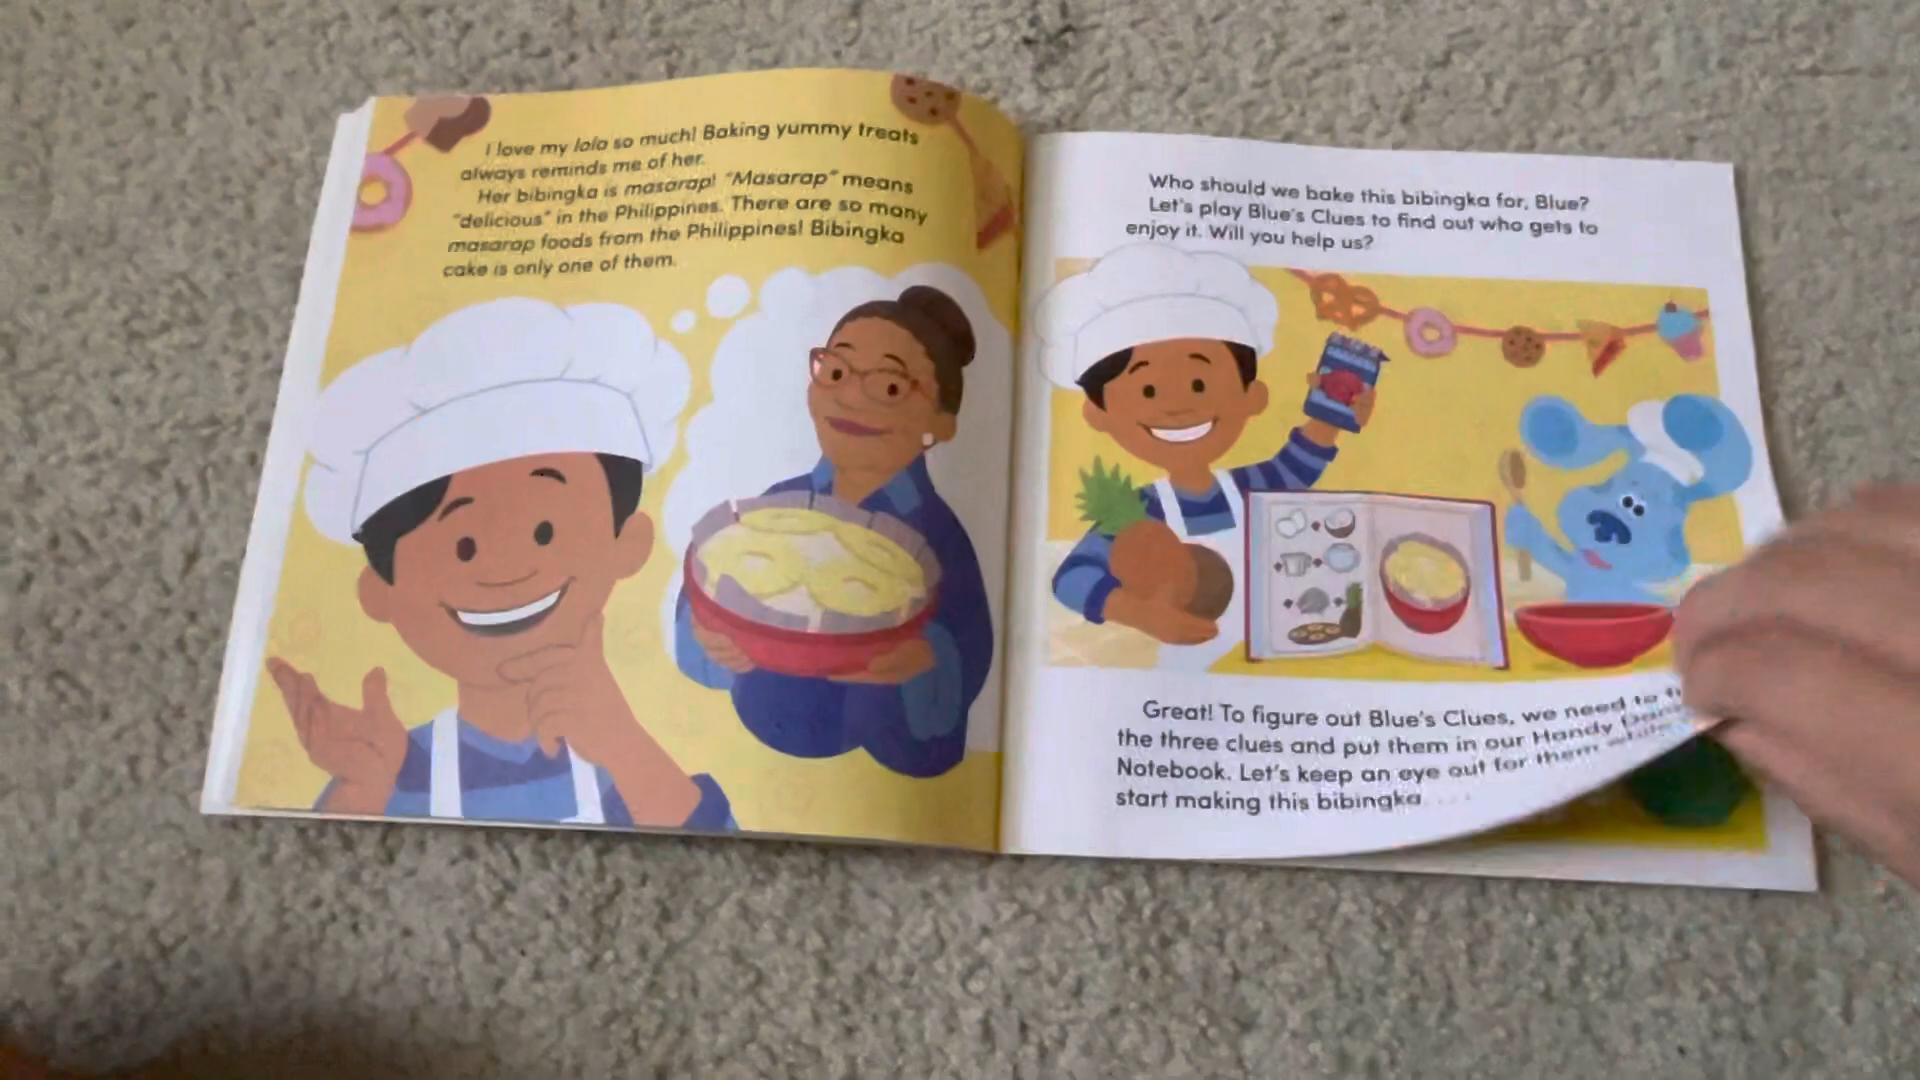 I love my lola so much! Baking yummy treats
always reminds me of her.
Her bibingka is masarap! "Masarap" means
"delicious" in the Philippines. There are so many
masarap foods from the Philippines! Bibingka
cake is only one of them.
Who should we bake this bibingka for, Blue?
Let's play Blue's Clues to find out who gets to
enjoy it. Will you help us?
Great! To figure out Blue's Clues, we need to
the three clues and put them in our Handy
Notebook. Let's keep an eye out for them
start making this bibingka . . . .